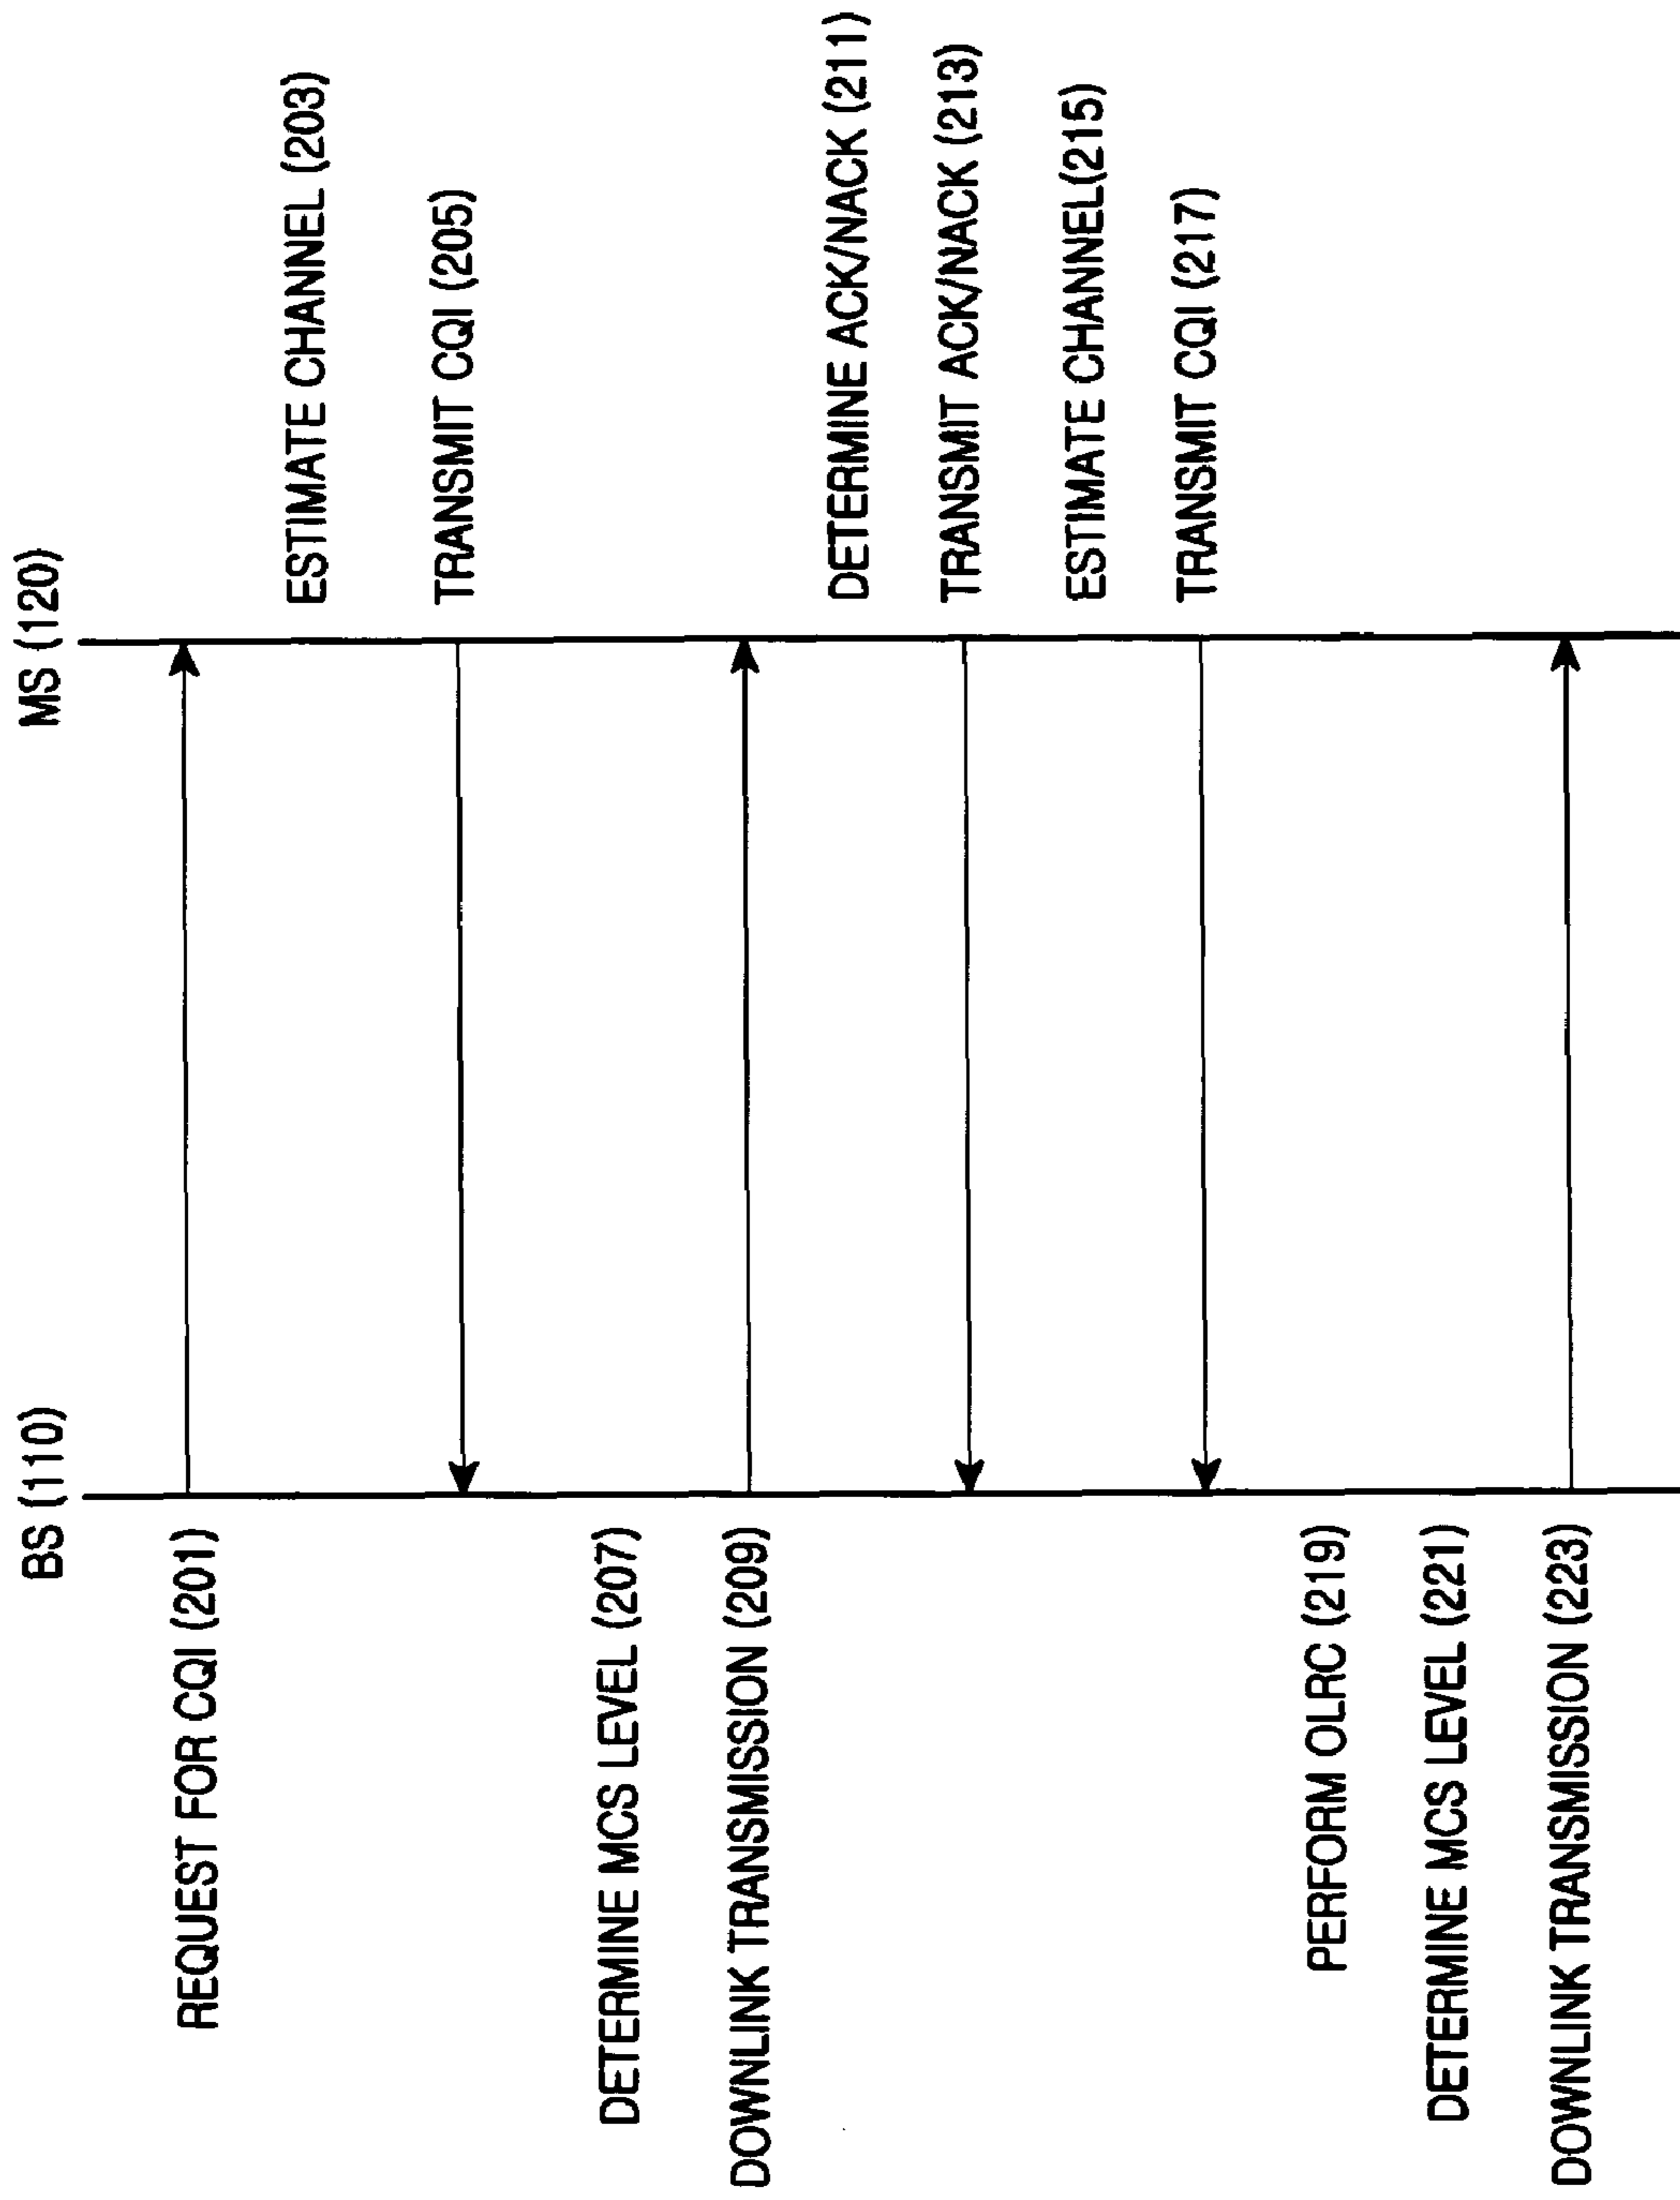 BS (110)
MS (120)
REQUEST FOR CQI (201)
ESTIMATE CHANNEL (203)
TRANSMIT CQI (205)
DETERMINE MCS LEVEL (207)
DOWNLINK TRANSMISSION (209)
DETERMINE ACK/NACK (211)
TRANSMIT ACK/NACK (213)
ESTIMATE CHANNEL(215)
TRANSMIT CQI (217)
PERFORM OLRC (219)
DETERMINE MCS LEVEL (221)
DOWNLINK TRANSMISSION (223)